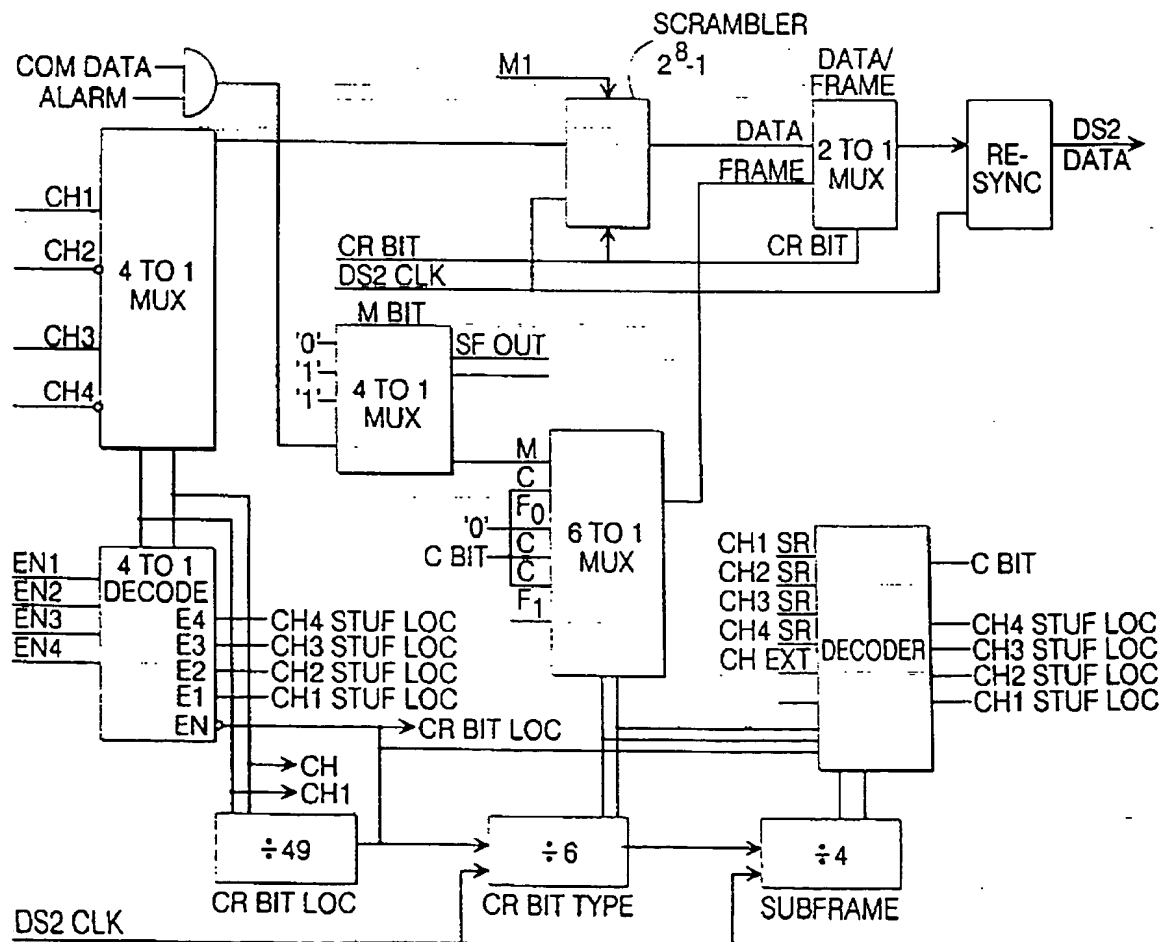 SCRAMBLER
2⁸-1
COM DATA
ALARM
M1
DATA/
FRAME
DATA
FRAME
2 TO 1
MUX
RE-
SYNC
DS2
DATA
CH1
CH2
CH3
CH4
4 TO 1
MUX
CR BIT
CR BIT
DS2 CLK
M BIT
'0'
'1'
'1'
4 TO 1
MUX
SF OUT
M
C
F0
'0'
C
C BIT
C
F1
6 TO 1
MUX
EN1
EN2
EN3
EN4
4 TO 1
DECODE
E4
E3
E2
E1
EN
CH4 STUF LOC
CH3 STUF LOC
CH2 STUF LOC
CH1 STUF LOC
CR BIT LOC
CH
CH1
CH1 SR
CH2 SR
CH3 SR
CH4 SR
CH EXT
DECODER
C BIT
CH4 STUF LOC
CH3 STUF LOC
CH2 STUF LOC
CH1 STUF LOC
÷49
CR BIT LOC
÷6
CR BIT TYPE
÷4
SUBFRAME
DS2 CLK